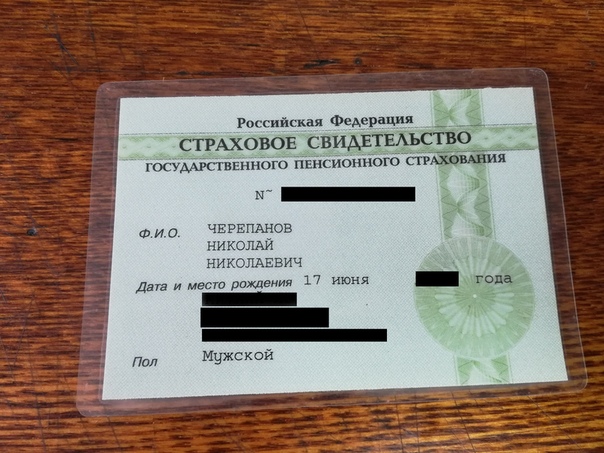 Российская Федерация
СТРАХОВОЕ СВИДЕТЕЛЬСТВО
ГОСУДАРСТВЕННОГО ПЕНСИОННОГО СТРАХОВАНИЯ
N~
Ф.И.О. ЧЕРЕПАНОВ
НИКОЛАЙ
НИКОЛАЕВИЧ
Дата и место рождения 17 июня года
Пол Мужской